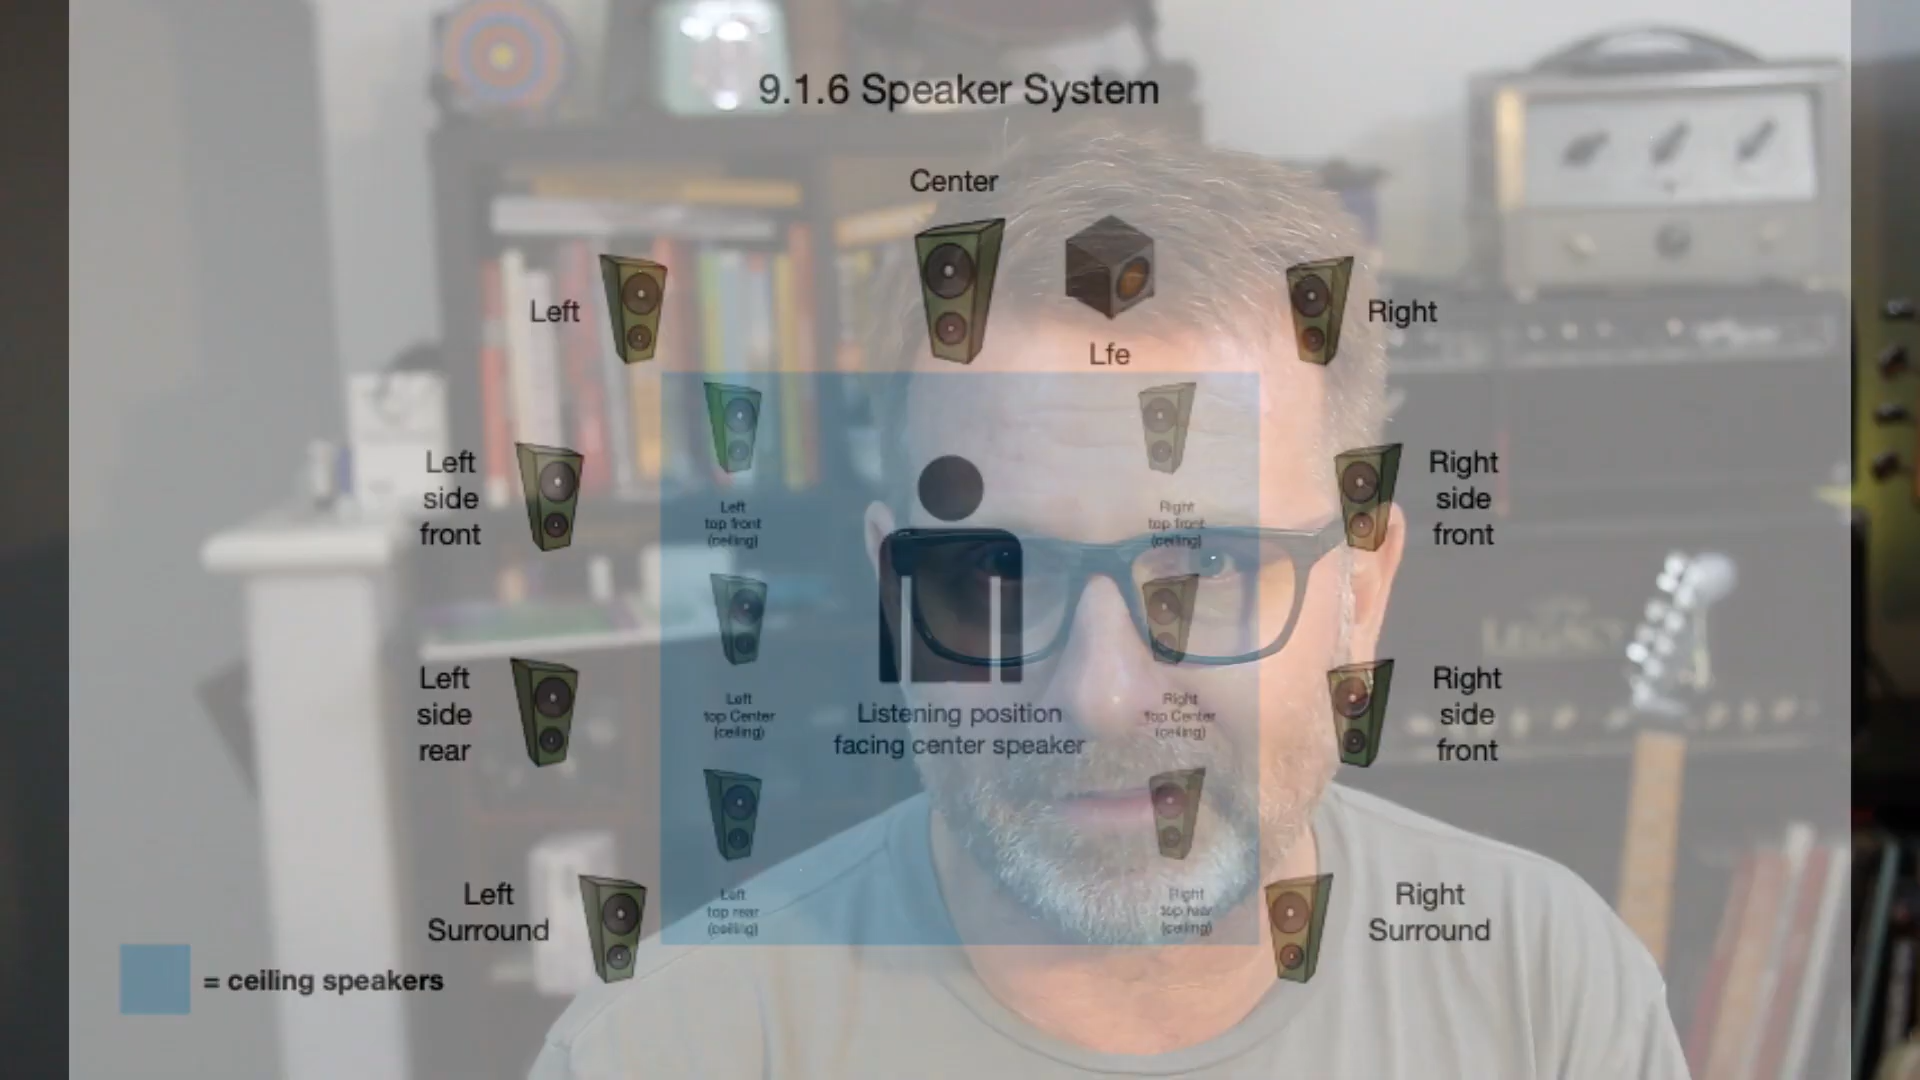 9.1.6 Speaker System
Center
Left
Right
Lfe
Left
side
front
Right
side
front
Left
top front
(ceiling)
Right
top front
(ceiling)
Left
side
rear
Right
side
front
Left
top Center
(ceiling)
Listening position
facing center speaker
Right
top Center
(ceiling)
Left
Surround
Right
Surround
Left
top rear
(ceiling)
Right
top rear
(ceiling)
= ceiling speakers
LEGACY